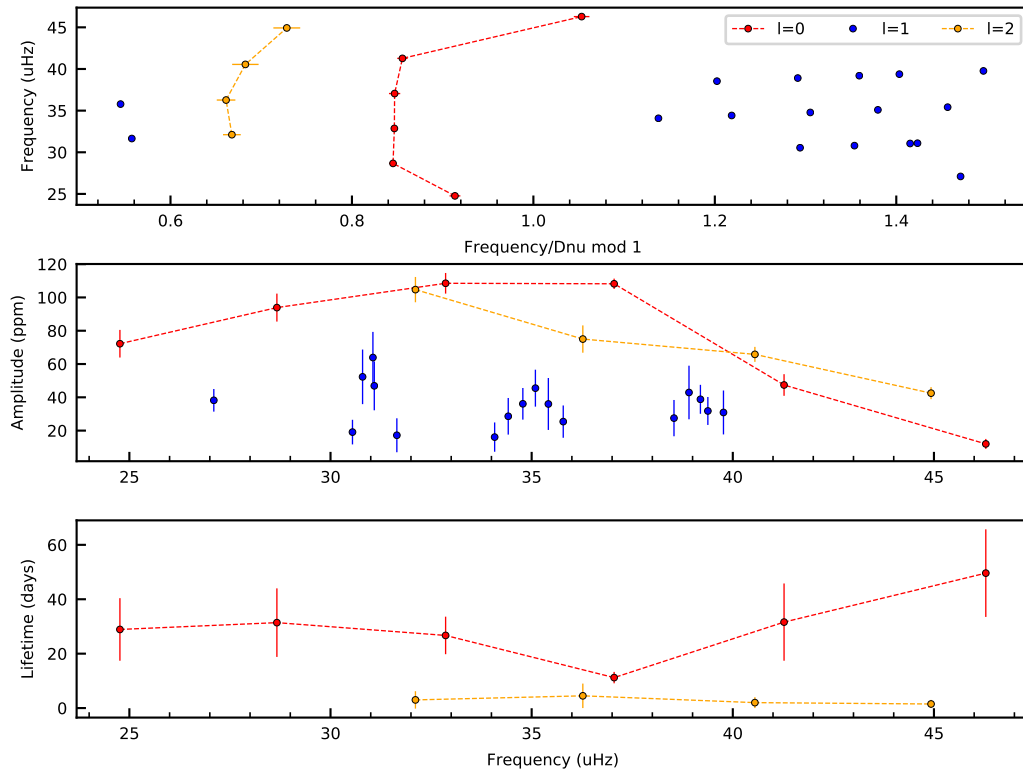 45
40
35
30
25
Frequency (uHz)
l=0 l=1 l=2
0.6 0.8 1.0 1.2 1.4
Frequency/Dnu mod 1
120
100
80
60
40
20
Amplitude (ppm)
25 30 35 40 45
60
40
20
0
Lifetime (days)
25 30 35 40 45
Frequency (uHz)